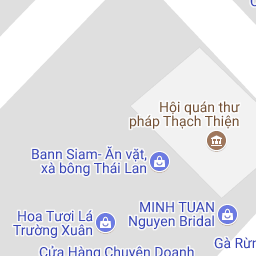 Hội quán thư
pháp Thạch Thiện
Bann Siam- Ăn vặt,
xà bông Thái Lan
MINH TUAN
Nguyen Bridal
Hoa Tươi Lá
Trường Xuân
Gà Rừn
Cửa Hàng Chuyên Doanh